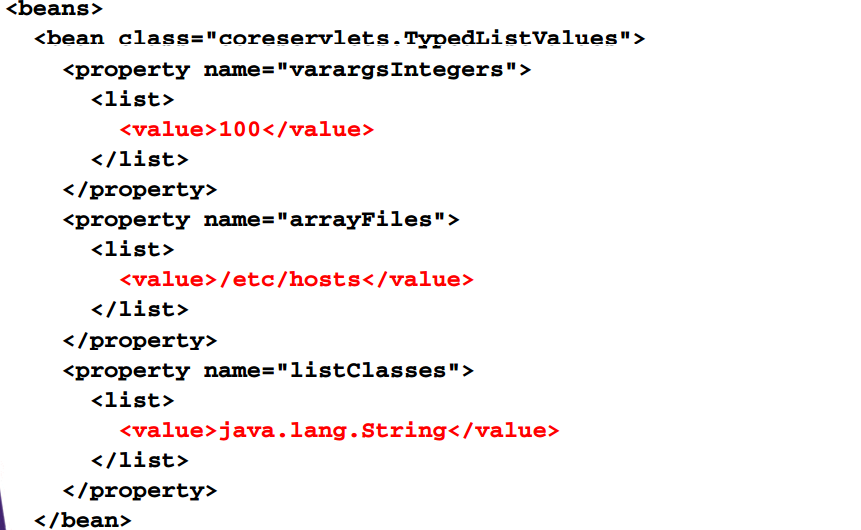 <beans>
<bean class="coreservlets.TypedListValues">
<property name="varargsIntegers">
<list>
<value>100</value>
</list>
</property>
<property name="arrayFiles">
<list>
<value>/etc/hosts</value>
</list>
</property>
<property name="listClasses">
<list>
<value>java.lang.String</value>
</list>
</property>
</bean>